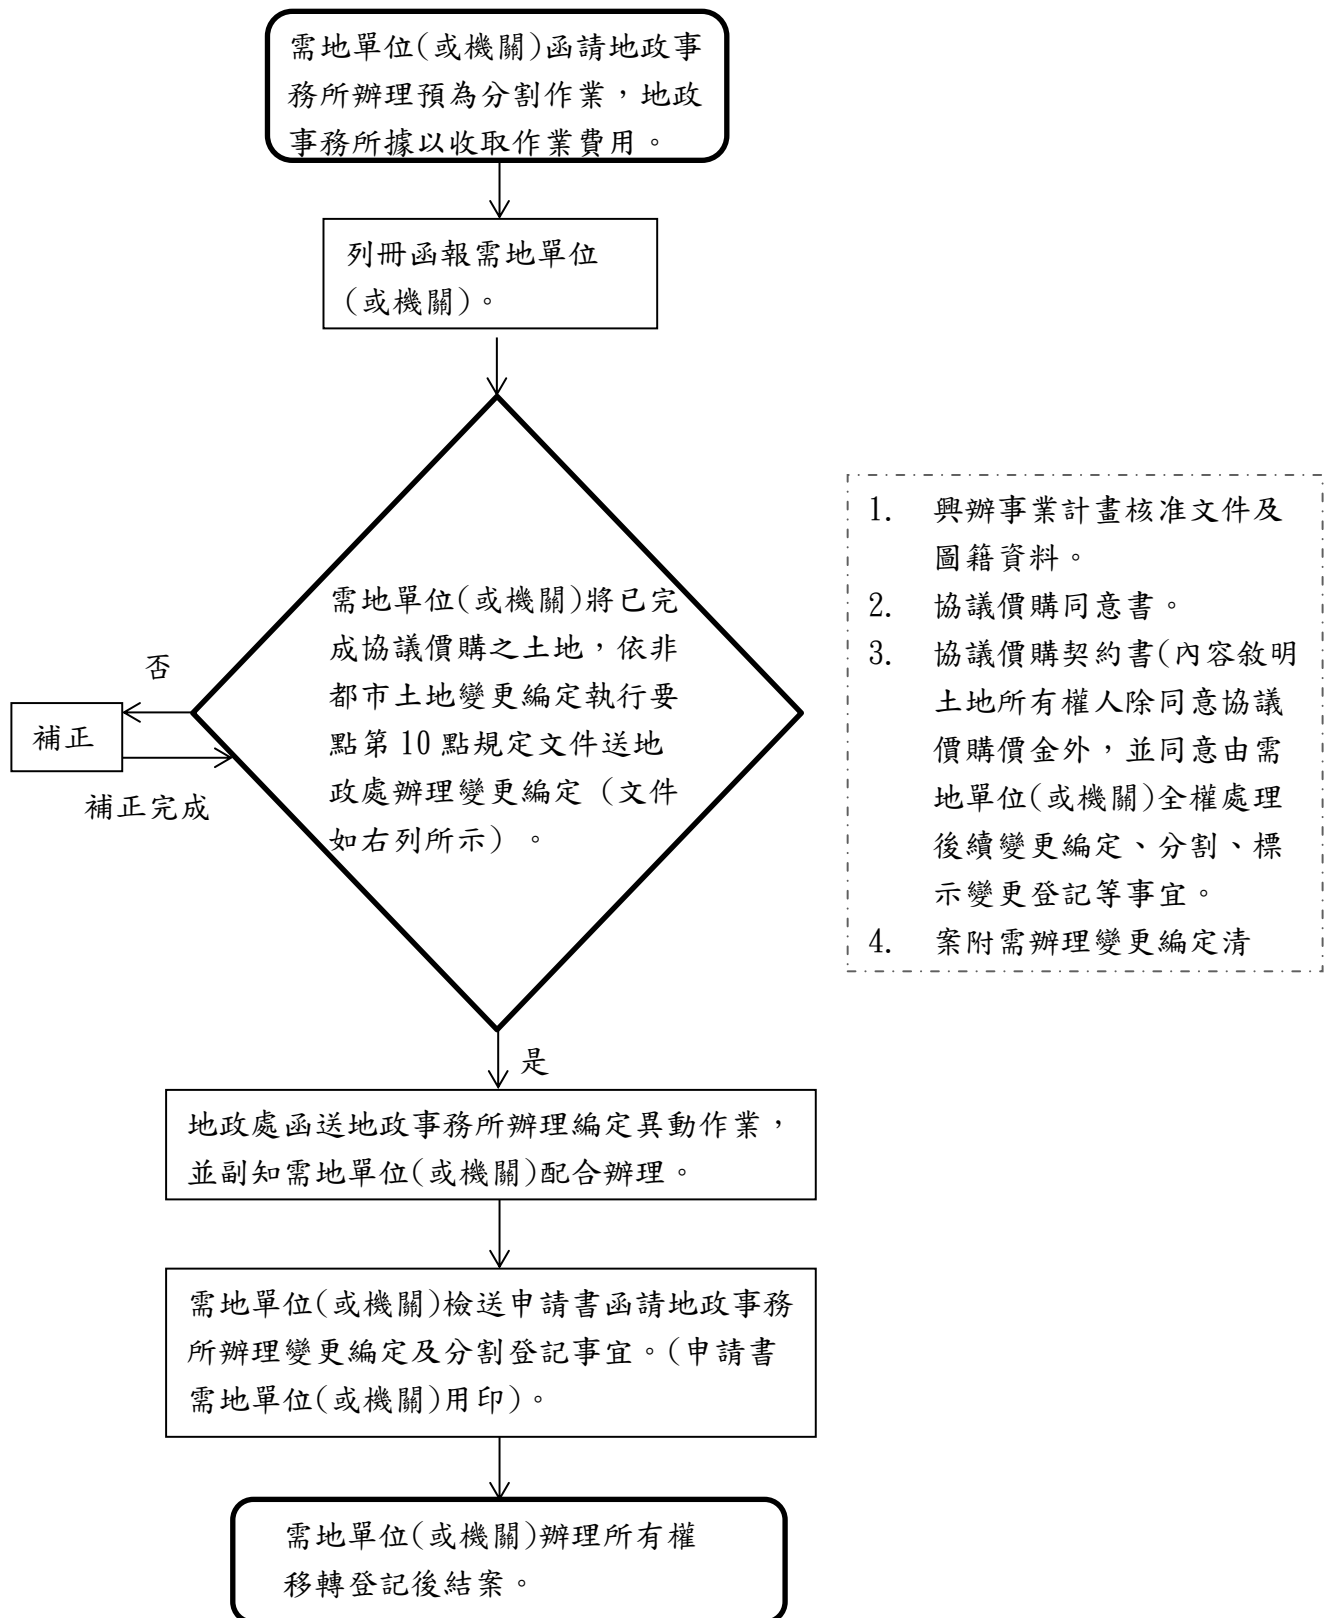 需地單位(或機關)函請地政事
務所辦理預為分割作業，地政
事務所據以收取作業費用。
列冊函報需地單位
(或機關)。
需地單位(或機關)將已完
成協議價購之土地，依非
都市土地變更編定執行要
點第 10 點規定文件送地
政處辦理變更編定（文件
如右列所示）。
否
補正
補正完成
1. 興辦事業計畫核准文件及
圖籍資料。
2. 協議價購同意書。
3. 協議價購契約書(內容敘明
土地所有權人除同意協議
價購價金外，並同意由需
地單位(或機關)全權處理
後續變更編定、分割、標
示變更登記等事宜。
4. 案附需辦理變更編定清
是
地政處函送地政事務所辦理編定異動作業，
並副知需地單位(或機關)配合辦理。
需地單位(或機關)檢送申請書函請地政事務
所辦理變更編定及分割登記事宜。(申請書
需地單位(或機關)用印)。
需地單位(或機關)辦理所有權
移轉登記後結案。